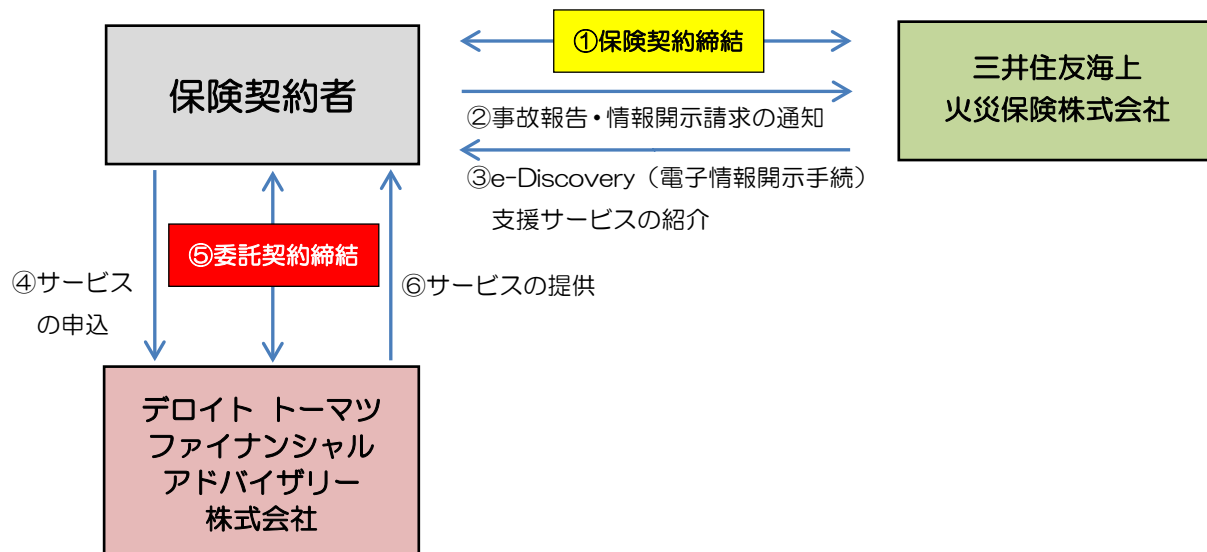 ①保険契約締結
保険契約者
三井住友海上
火災保険株式会社
②事故報告・情報開示請求の通知
③e-Discovery（電子情報開示手続）
支援サービスの紹介
⑤委託契約締結
④サービス
の申込
⑥サービスの提供
デロイト トーマツ
ファイナンシャル
アドバイザリー
株式会社